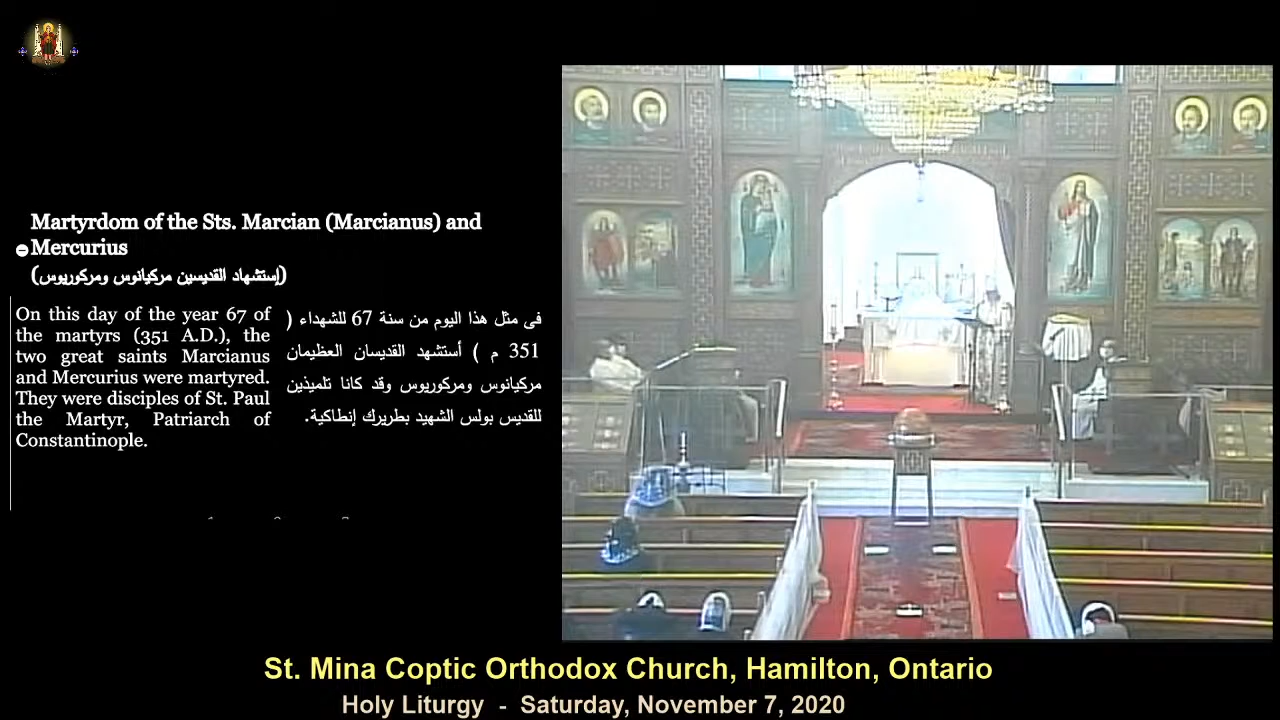 Martyrdom of the Sts. Marcian (Marcianus) and
Mercurius
(إستشهاد القديسين مركيانوس ومركوريوس)
On this day of the year 67 of
the martyrs (351 A.D.), the
two great saints Marcianus
and Mercurius were martyred.
They were disciples of St. Paul
the Martyr, Patriarch of
Constantinople.
فى مثل هذا اليوم من سنة 67 للشهداء (
351 م ) أستشهد القديسان العظيمان
مركيانوس ومركوريوس وقد كانا تلميذين
للقديس بولس الشهيد بطريرك إنطاكية.
St. Mina Coptic Orthodox Church, Hamilton, Ontario
Holy Liturgy - Saturday, November 7, 2020